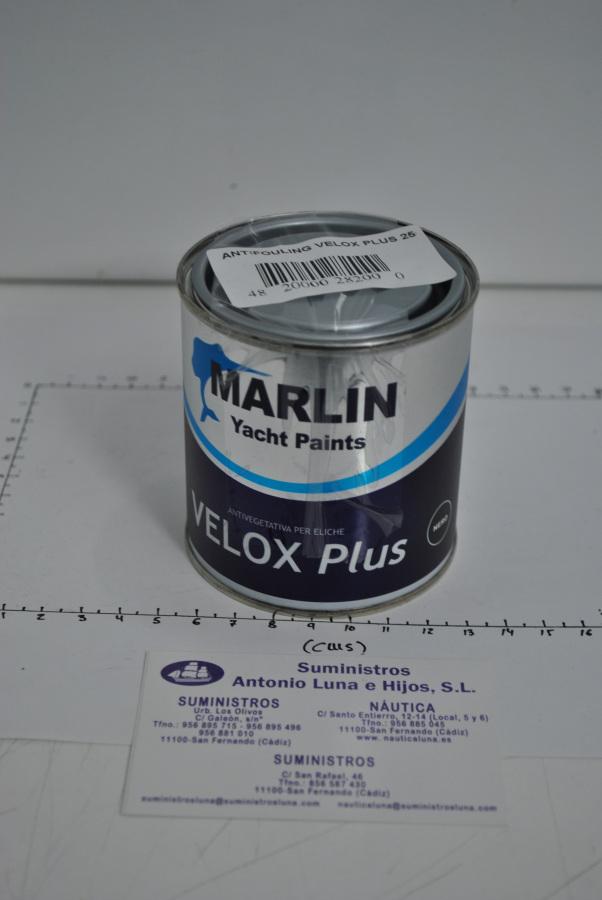 ANTIFOULING VELOX PLUS 25
48 20000 28200 0
MARLIN
Yacht Paints
ANTIVEGETATIVA PER ELICHE
VELOX Plus
NERO
1 2 3 4 5 6 7 8 9 10 11 12 13 14 15 16
(cms)
Suministros
Antonio Luna e Hijos, S.L.
SUMINISTROS
Urb. Los Olivos
C/ Galeón, s/nº
Tfno.: 956 895 715 - 956 895 496
956 881 010
11100-San Fernando (Cádiz)
NÁUTICA
C/ Santo Entierro, 12-14 (Local, 5 y 6)
Tfno.: 956 885 045
11100-San Fernando (Cádiz)
www. nauticaluna.es
SUMINISTROS
C/ San Rafael, 46
Tfno.: 856 587 430
11100-San Fernando (Cádiz)
suministrosluna@suministrosluna.com nauticaluna@suministrosluna.com